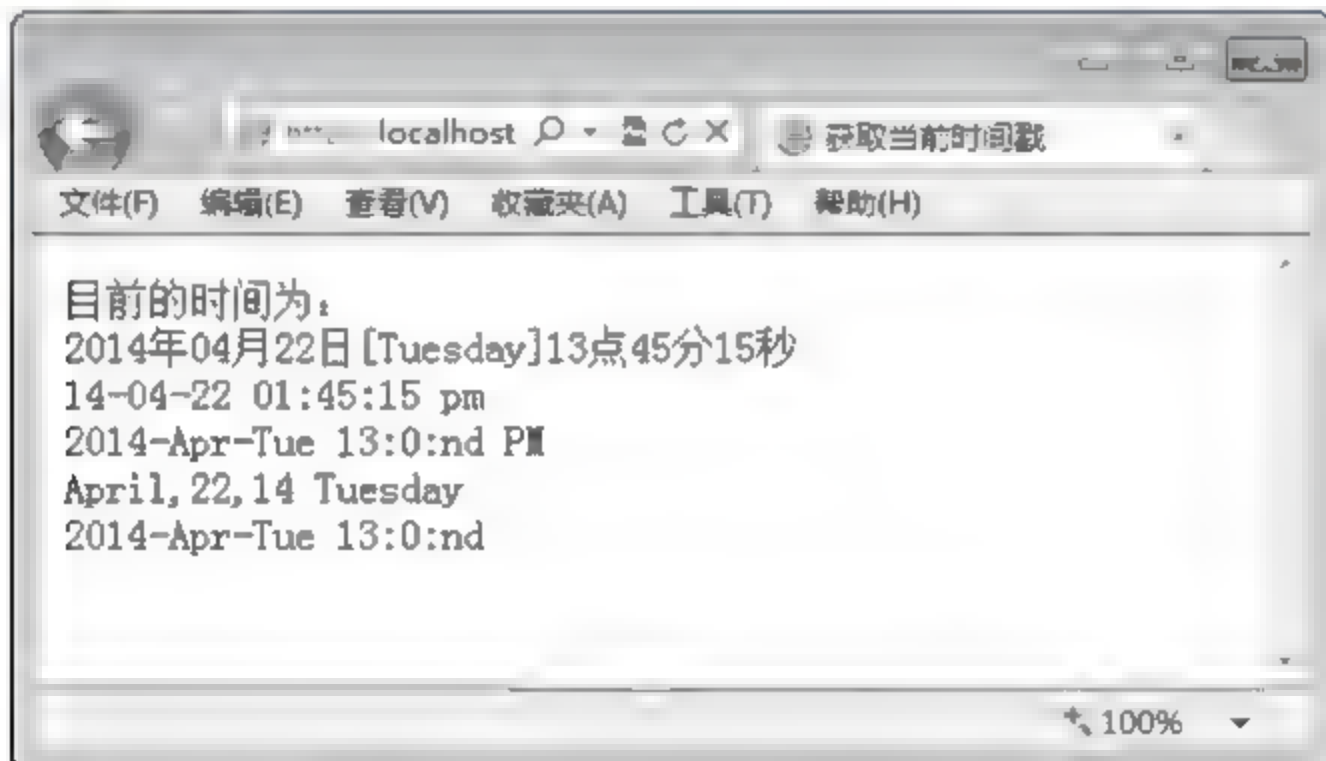 localhost
获取当前时间戳
文件(F) 编辑(E) 查看(V) 收藏夹(A) 工具(T) 帮助(H)
目前的时间为:
2014年04月22日[Tuesday]13点45分15秒
14-04-22 01:45:15 pm
2014-Apr-Tue 13:0:nd PM
April,22,14 Tuesday
2014-Apr-Tue 13:0:nd
100%